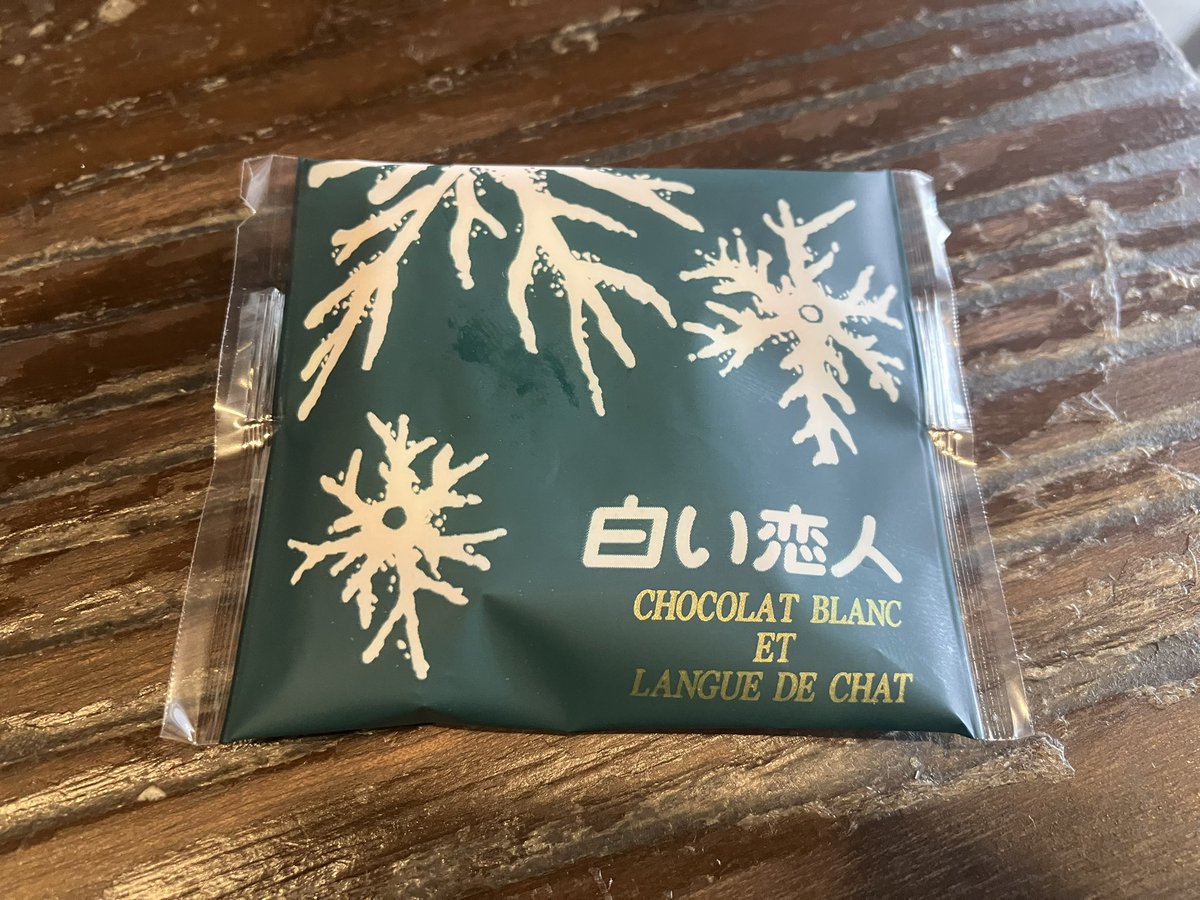 白い恋人
CHOCOLAT BLANC
ET
LANGUE DE CHAT